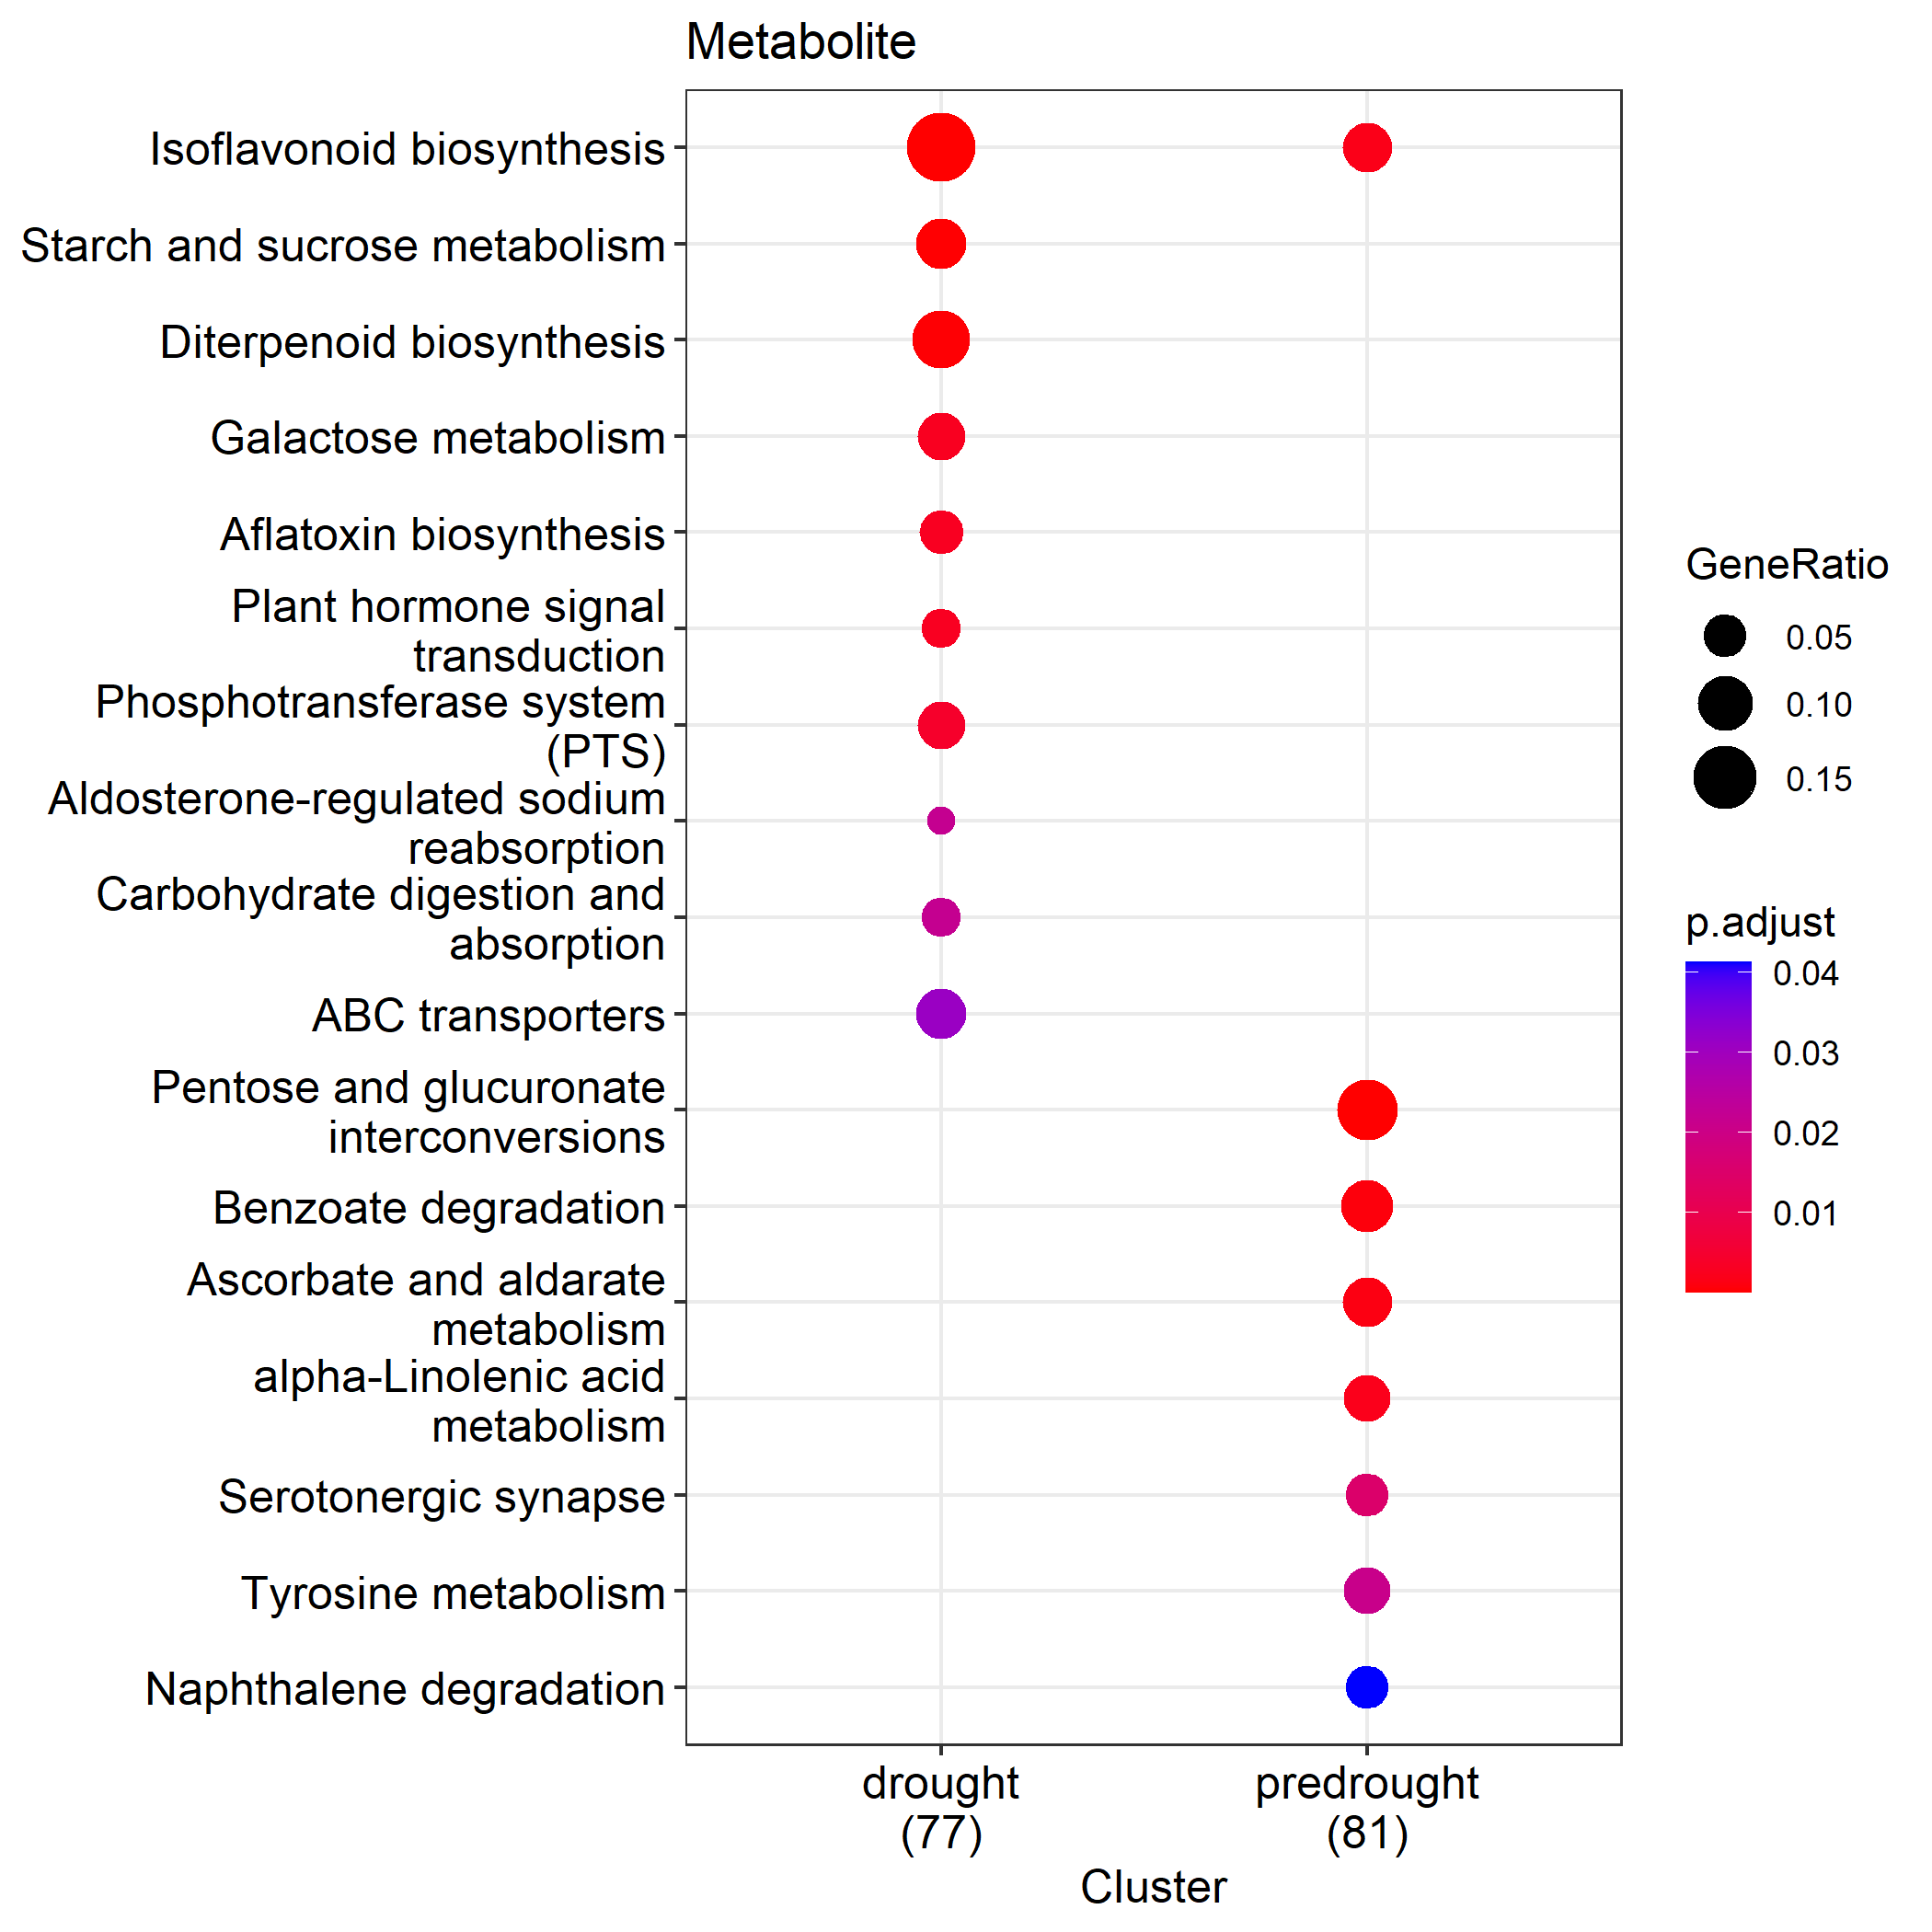 Metabolite
Isoflavonoid biosynthesis
Starch and sucrose metabolism
Diterpenoid biosynthesis
Galactose metabolism
Aflatoxin biosynthesis
Plant hormone signal
transduction
Phosphotransferase system
(PTS)
Aldosterone-regulated sodium
reabsorption
Carbohydrate digestion and
absorption
ABC transporters
Pentose and glucuronate
interconversions
Benzoate degradation
Ascorbate and aldarate
metabolism
alpha-Linolenic acid
metabolism
Serotonergic synapse
Tyrosine metabolism
Naphthalene degradation
drought
(77)
predrought
(81)
Cluster
GeneRatio
0.05
0.10
0.15
p.adjust
0.04
0.03
0.02
0.01